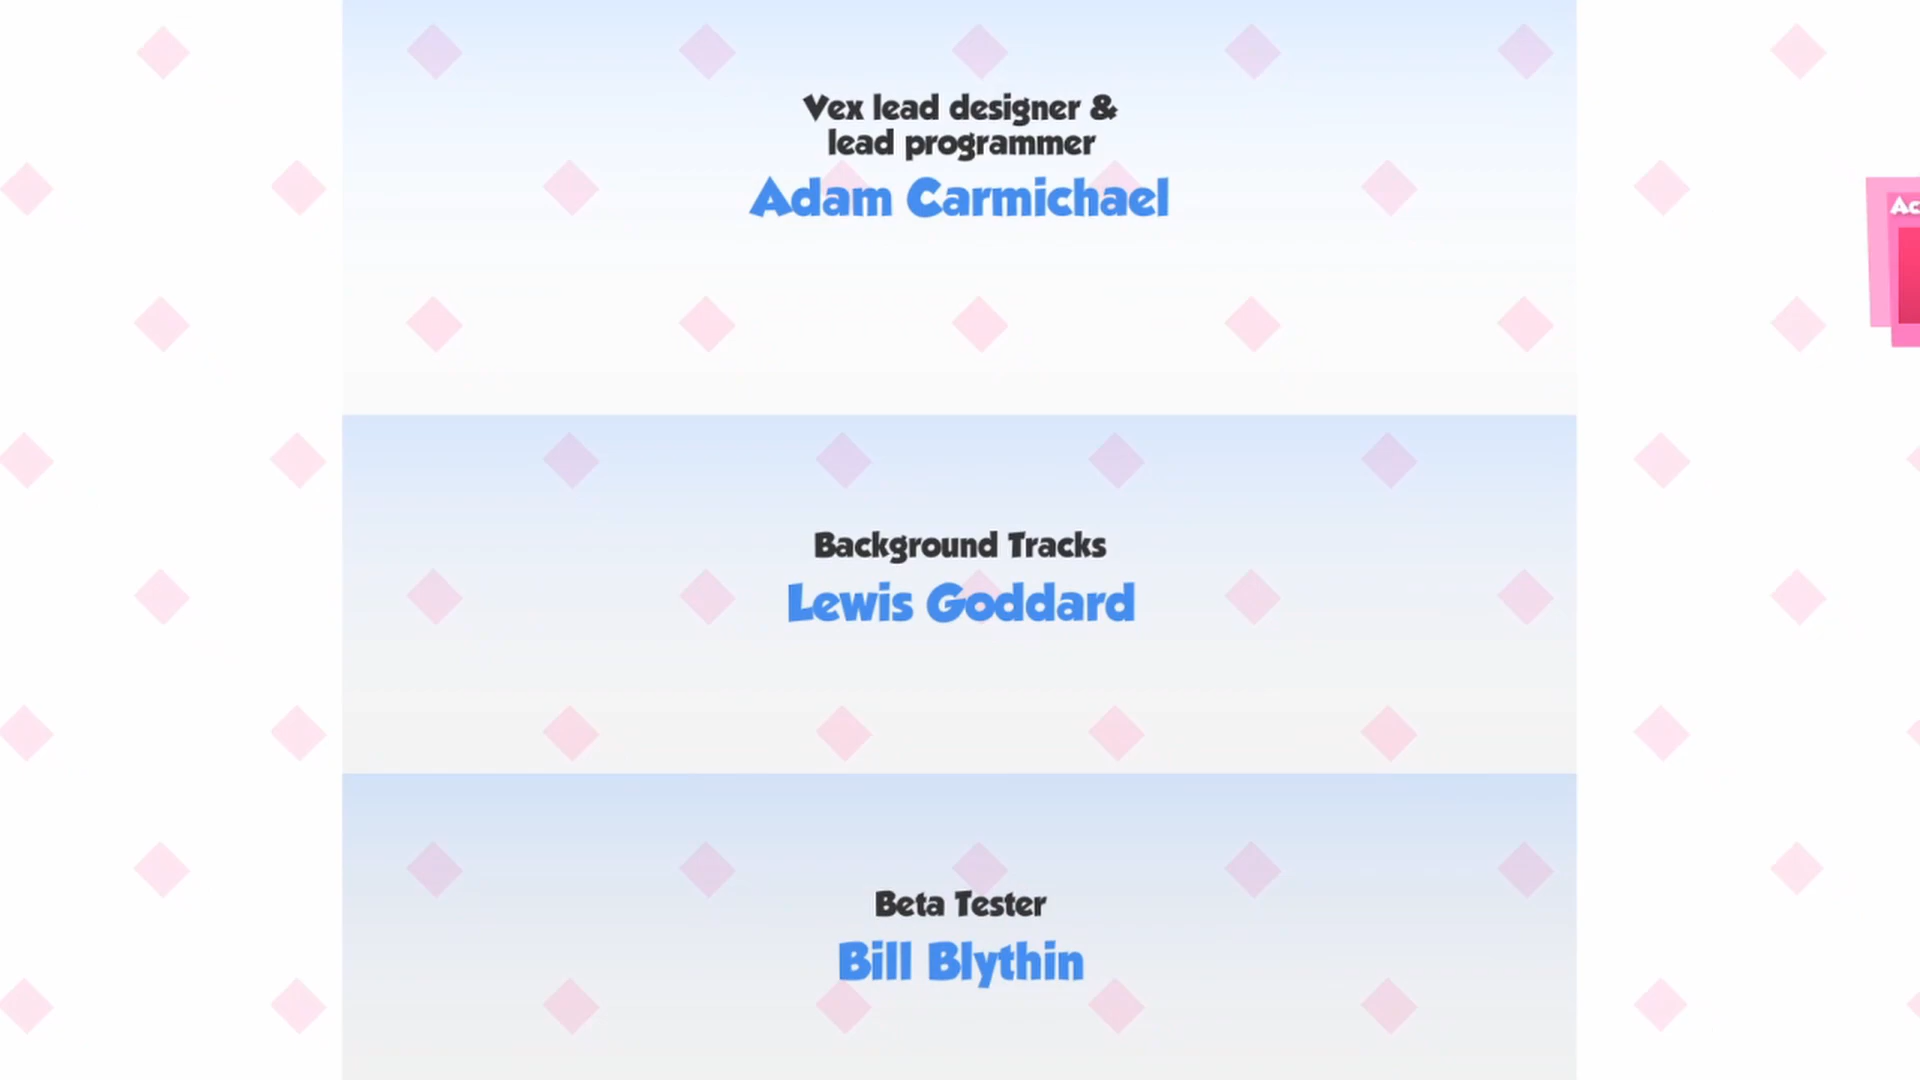 Vex lead designer &
lead programmer
Adam Carmichael
Background Tracks
Lewis Goddard
Beta Tester
Bill Blythin